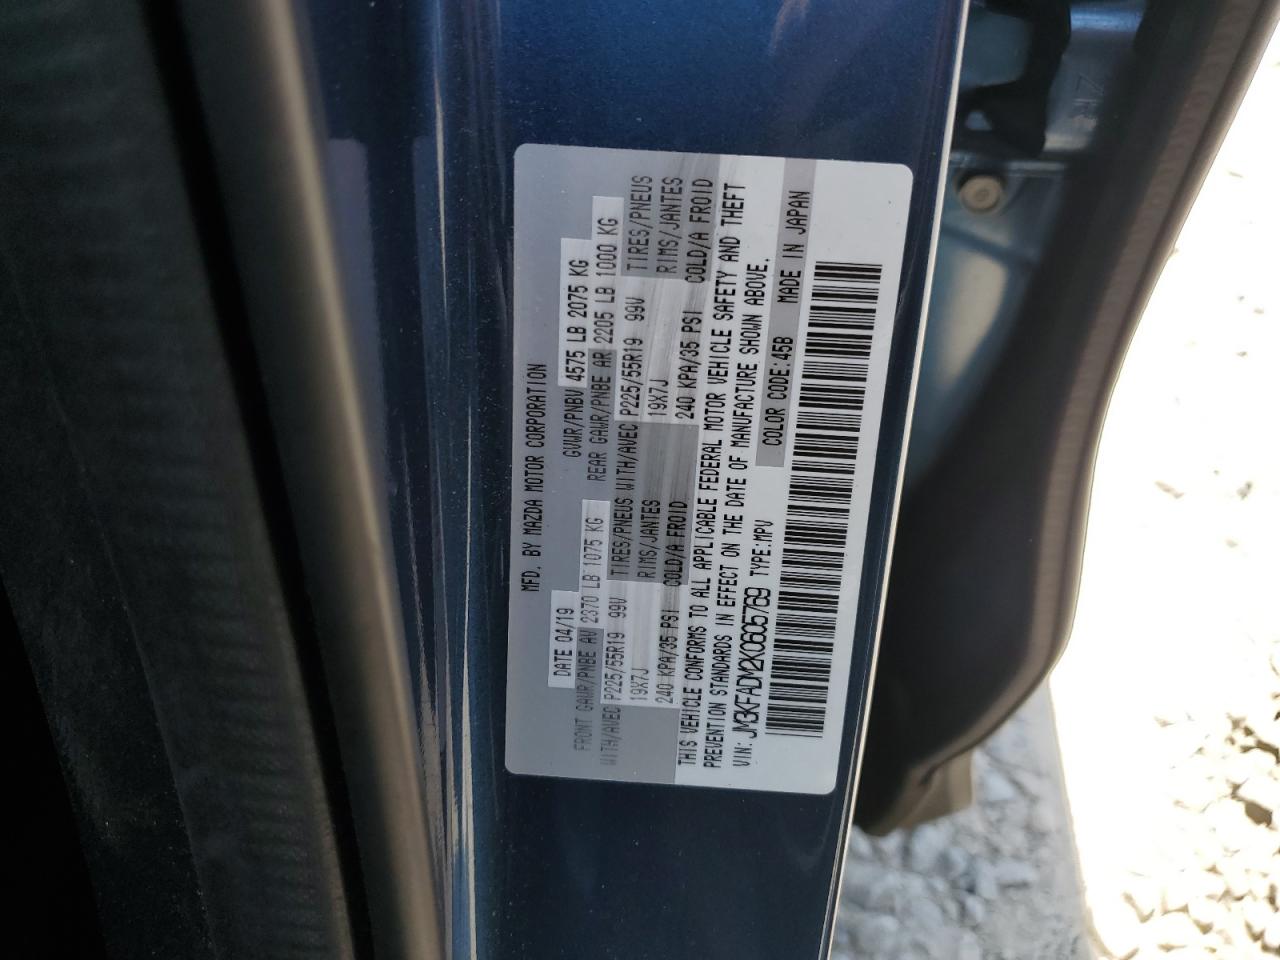 MFD. BY MAZDA MOTOR CORPORATION
DATE 04/19 GVWR/PNBV 4575 LB 2075 KG
FRONT GAWR/PNBE AV 2370 LB 1075 KG REAR GAWR/PNBE AR 2205 LB 1000 KG
WITH/AVEC P225/55R19 99V TIRES/PNEUS WITH/AVEC P225/55R19 99V TIRES/PNEUS
19X7J RIMS/JANTES 19X7J RIMS/JANTES
240 KPA/35 PSI COLD/A FROID 240 KPA/35 PSI COLD/A FROID
THIS VEHICLE CONFORMS TO ALL APPLICABLE FEDERAL MOTOR VEHICLE SAFETY AND THEFT
PREVENTION STANDARDS IN EFFECT ON THE DATE OF MANUFACTURE SHOWN ABOVE.
VIN: JM3KFADM2K0605769 TYPE:MPV COLOR CODE:45B MADE IN JAPAN